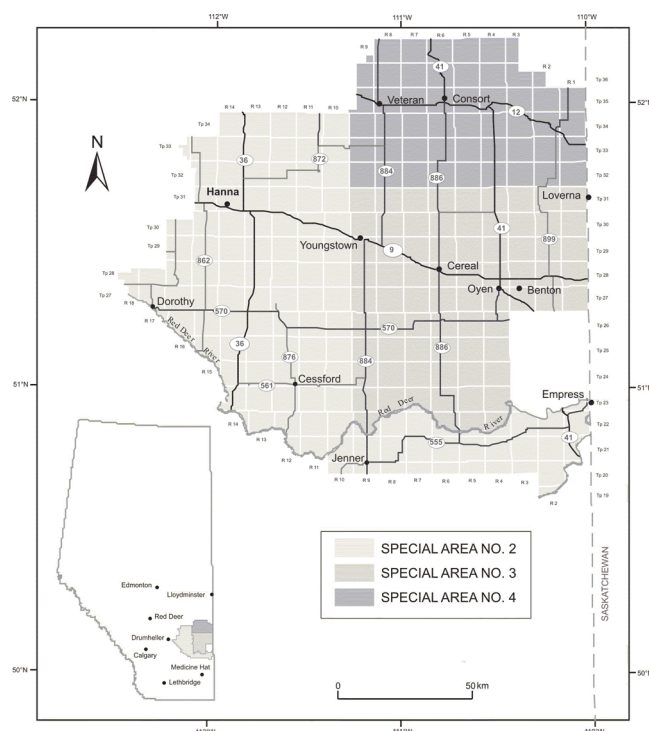 112°W
111°W
110°W
R 8
R 7
R 6
R 5
R 4
R 3
R 9
41
R 2
R 1
Tp 36
52°N
Veteran
Consort
Tp 35
52°N
R 14
R 13
R 12
R 11
R 10
12
Tp 34
Tp 34
Tp 33
Tp 33
36
872
Tp 32
884
886
Tp 32
N
Hanna
Tp 31
Loverna
Tp 31
Tp 30
41
Tp 30
Youngstown
9
899
Tp 29
862
Tp 29
Cereal
Tp 28
Tp 28
Oyen
Benton
Tp 27
R 18
Tp 27
Dorothy
570
R 17
570
Tp 26
Red Deer River
R 16
36
876
884
886
Tp 25
R 15
Tp 24
51°N
561
Cessford
51°N
Empress
Tp 23
Red Deer River
R 14
Tp 22
R 13
555
41
Tp 21
R 12
R 11
Jenner
R 10
R 9
R 8
R 7
R 6
R 5
R 4
R 3
Tp 20
R 2
Tp 19
SPECIAL AREA NO. 2
SPECIAL AREA NO. 3
SPECIAL AREA NO. 4
SASKATCHEWAN
Edmonton
Lloydminster
Red Deer
Drumheller
Calgary
Medicine Hat
Lethbridge
50°N
50°N
0
50 km
112°W
111°W
110°W